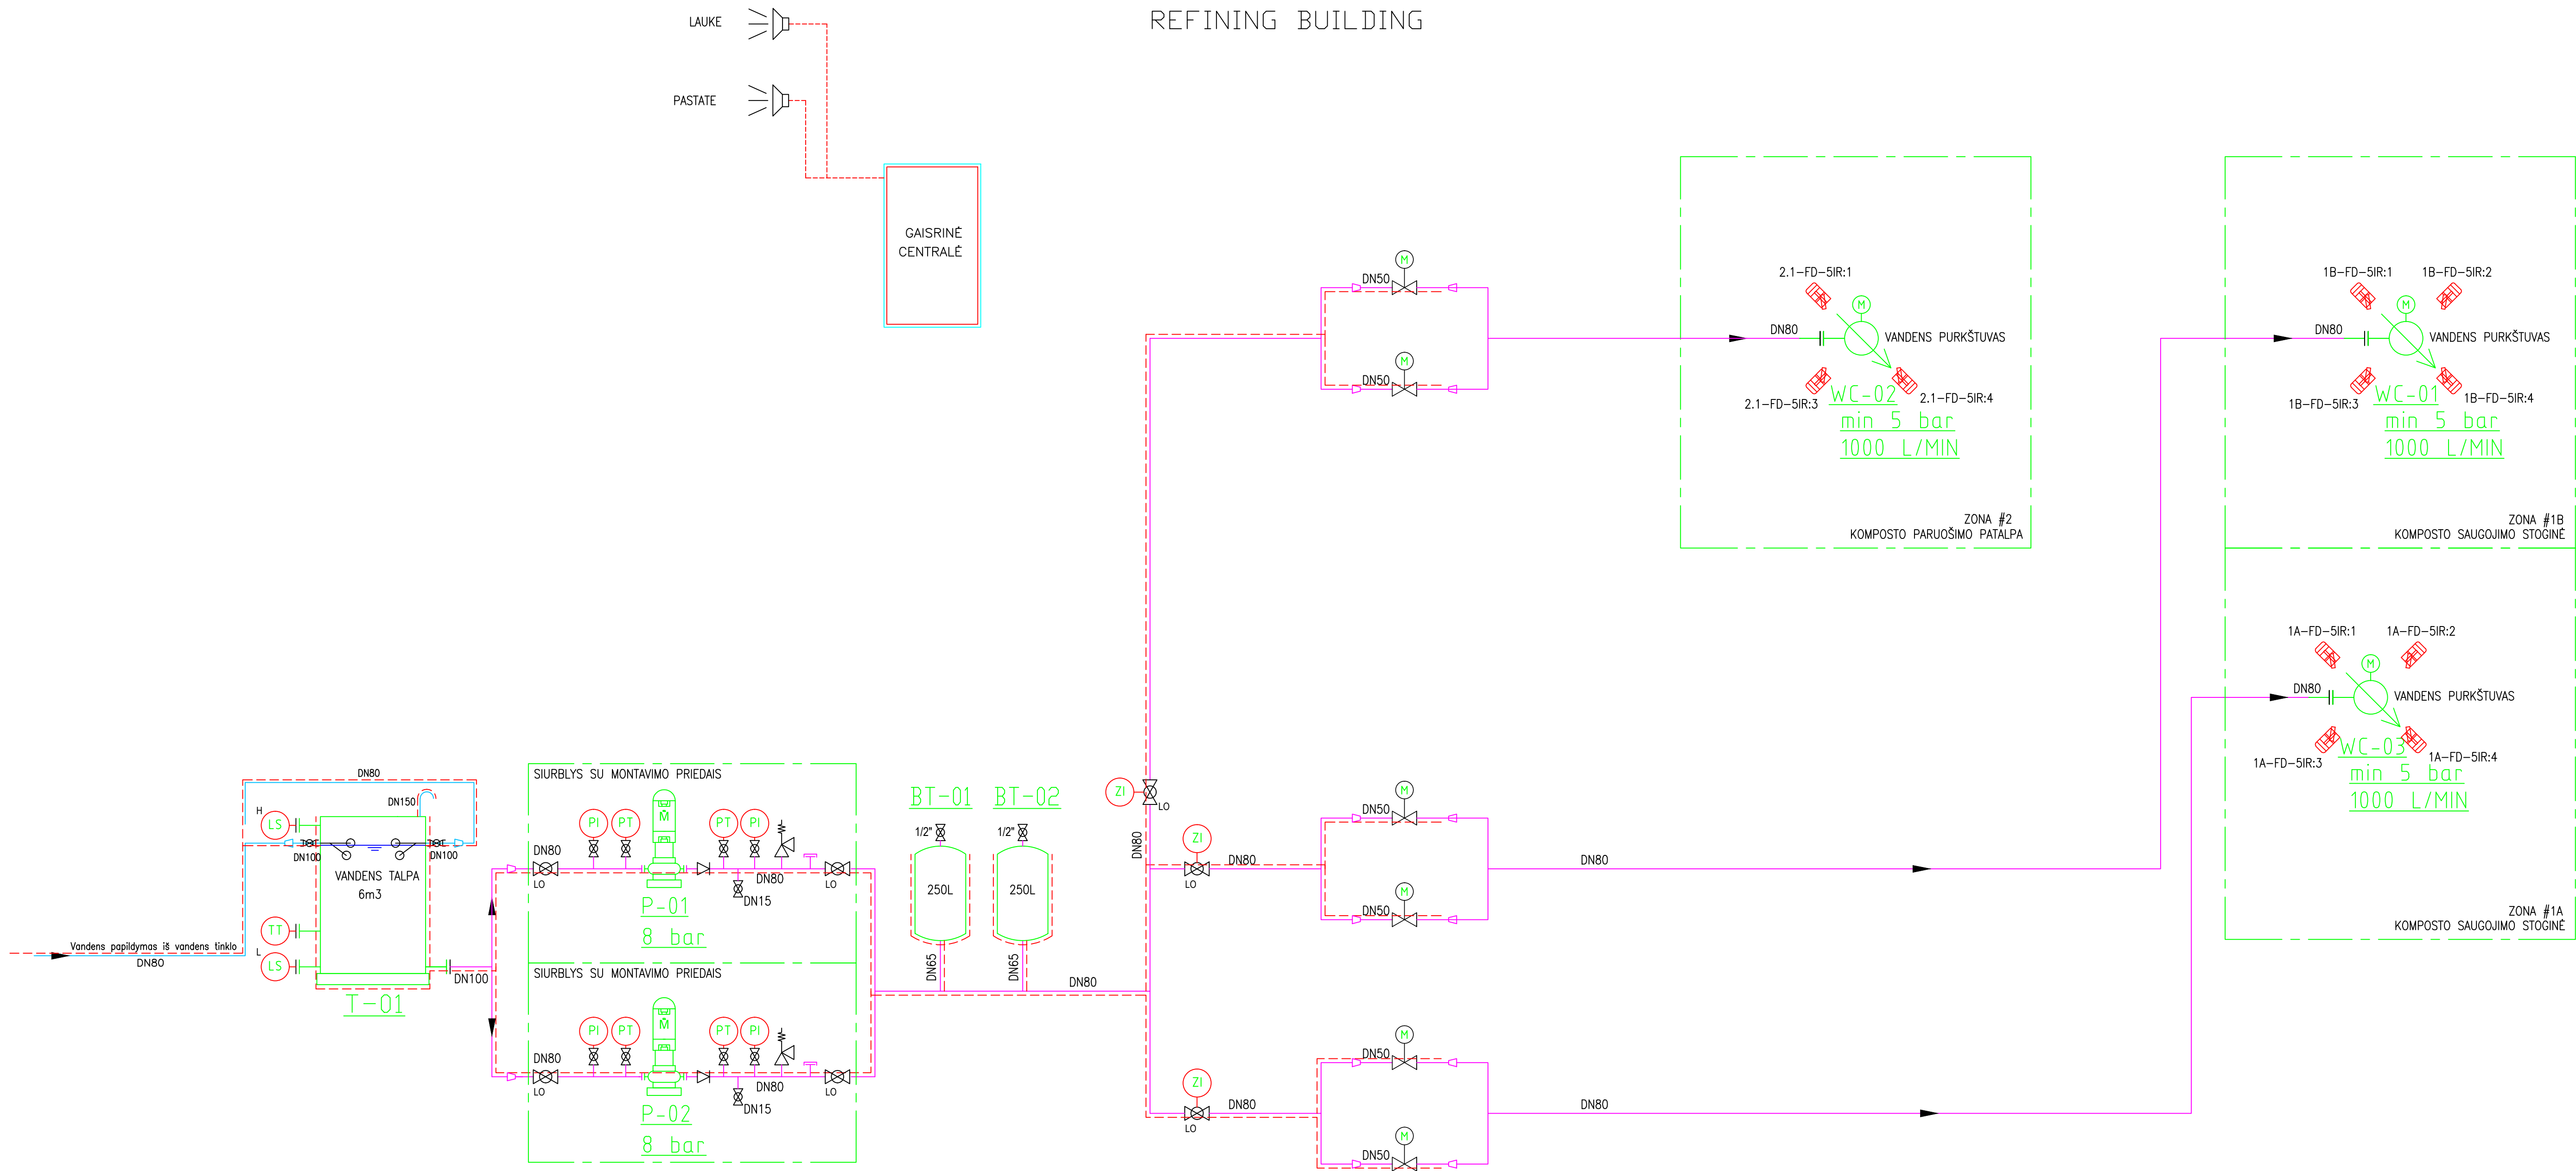 REFINING BUILDING
LAUKE
PASTATE
GAISRINĖ
CENTRALĖ
DN50
M
DN50
M
2.1-FD-5IR:1
M
DN80
VANDENS PURKŠTUVAS
2.1-FD-5IR:3
WC-02
2.1-FD-5IR:4
min 5 bar
1000 L/MIN
ZONA #2
KOMPOSTO PARUOŠIMO PATALPA
1B-FD-5IR:1
1B-FD-5IR:2
M
DN80
VANDENS PURKŠTUVAS
1B-FD-5IR:3
WC-01
1B-FD-5IR:4
min 5 bar
1000 L/MIN
ZONA #1B
KOMPOSTO SAUGOJIMO STOGINĖ
1A-FD-5IR:1
1A-FD-5IR:2
M
DN80
VANDENS PURKŠTUVAS
1A-FD-5IR:3
WC-03
1A-FD-5IR:4
min 5 bar
1000 L/MIN
ZONA #1A
KOMPOSTO SAUGOJIMO STOGINĖ
DN80
DN150
H
LS
DN100
DN100
VANDENS TALPA
6m3
TT
L
LS
Vandens papildymas iš vandens tinklo
DN80
DN100
T-01
SIURBLYS SU MONTAVIMO PRIEDAIS
PI
PT
M
PT
PI
DN80
LO
DN80
LO
DN15
P-01
8 bar
SIURBLYS SU MONTAVIMO PRIEDAIS
PI
PT
M
PT
PI
DN80
LO
DN80
LO
DN15
P-02
8 bar
BT-01
BT-02
1/2"
1/2"
250L
250L
DN65
DN65
DN80
ZI
LO
DN80
ZI
DN80
LO
DN50
M
DN50
M
DN80
ZI
DN80
LO
DN50
M
DN50
M
DN80